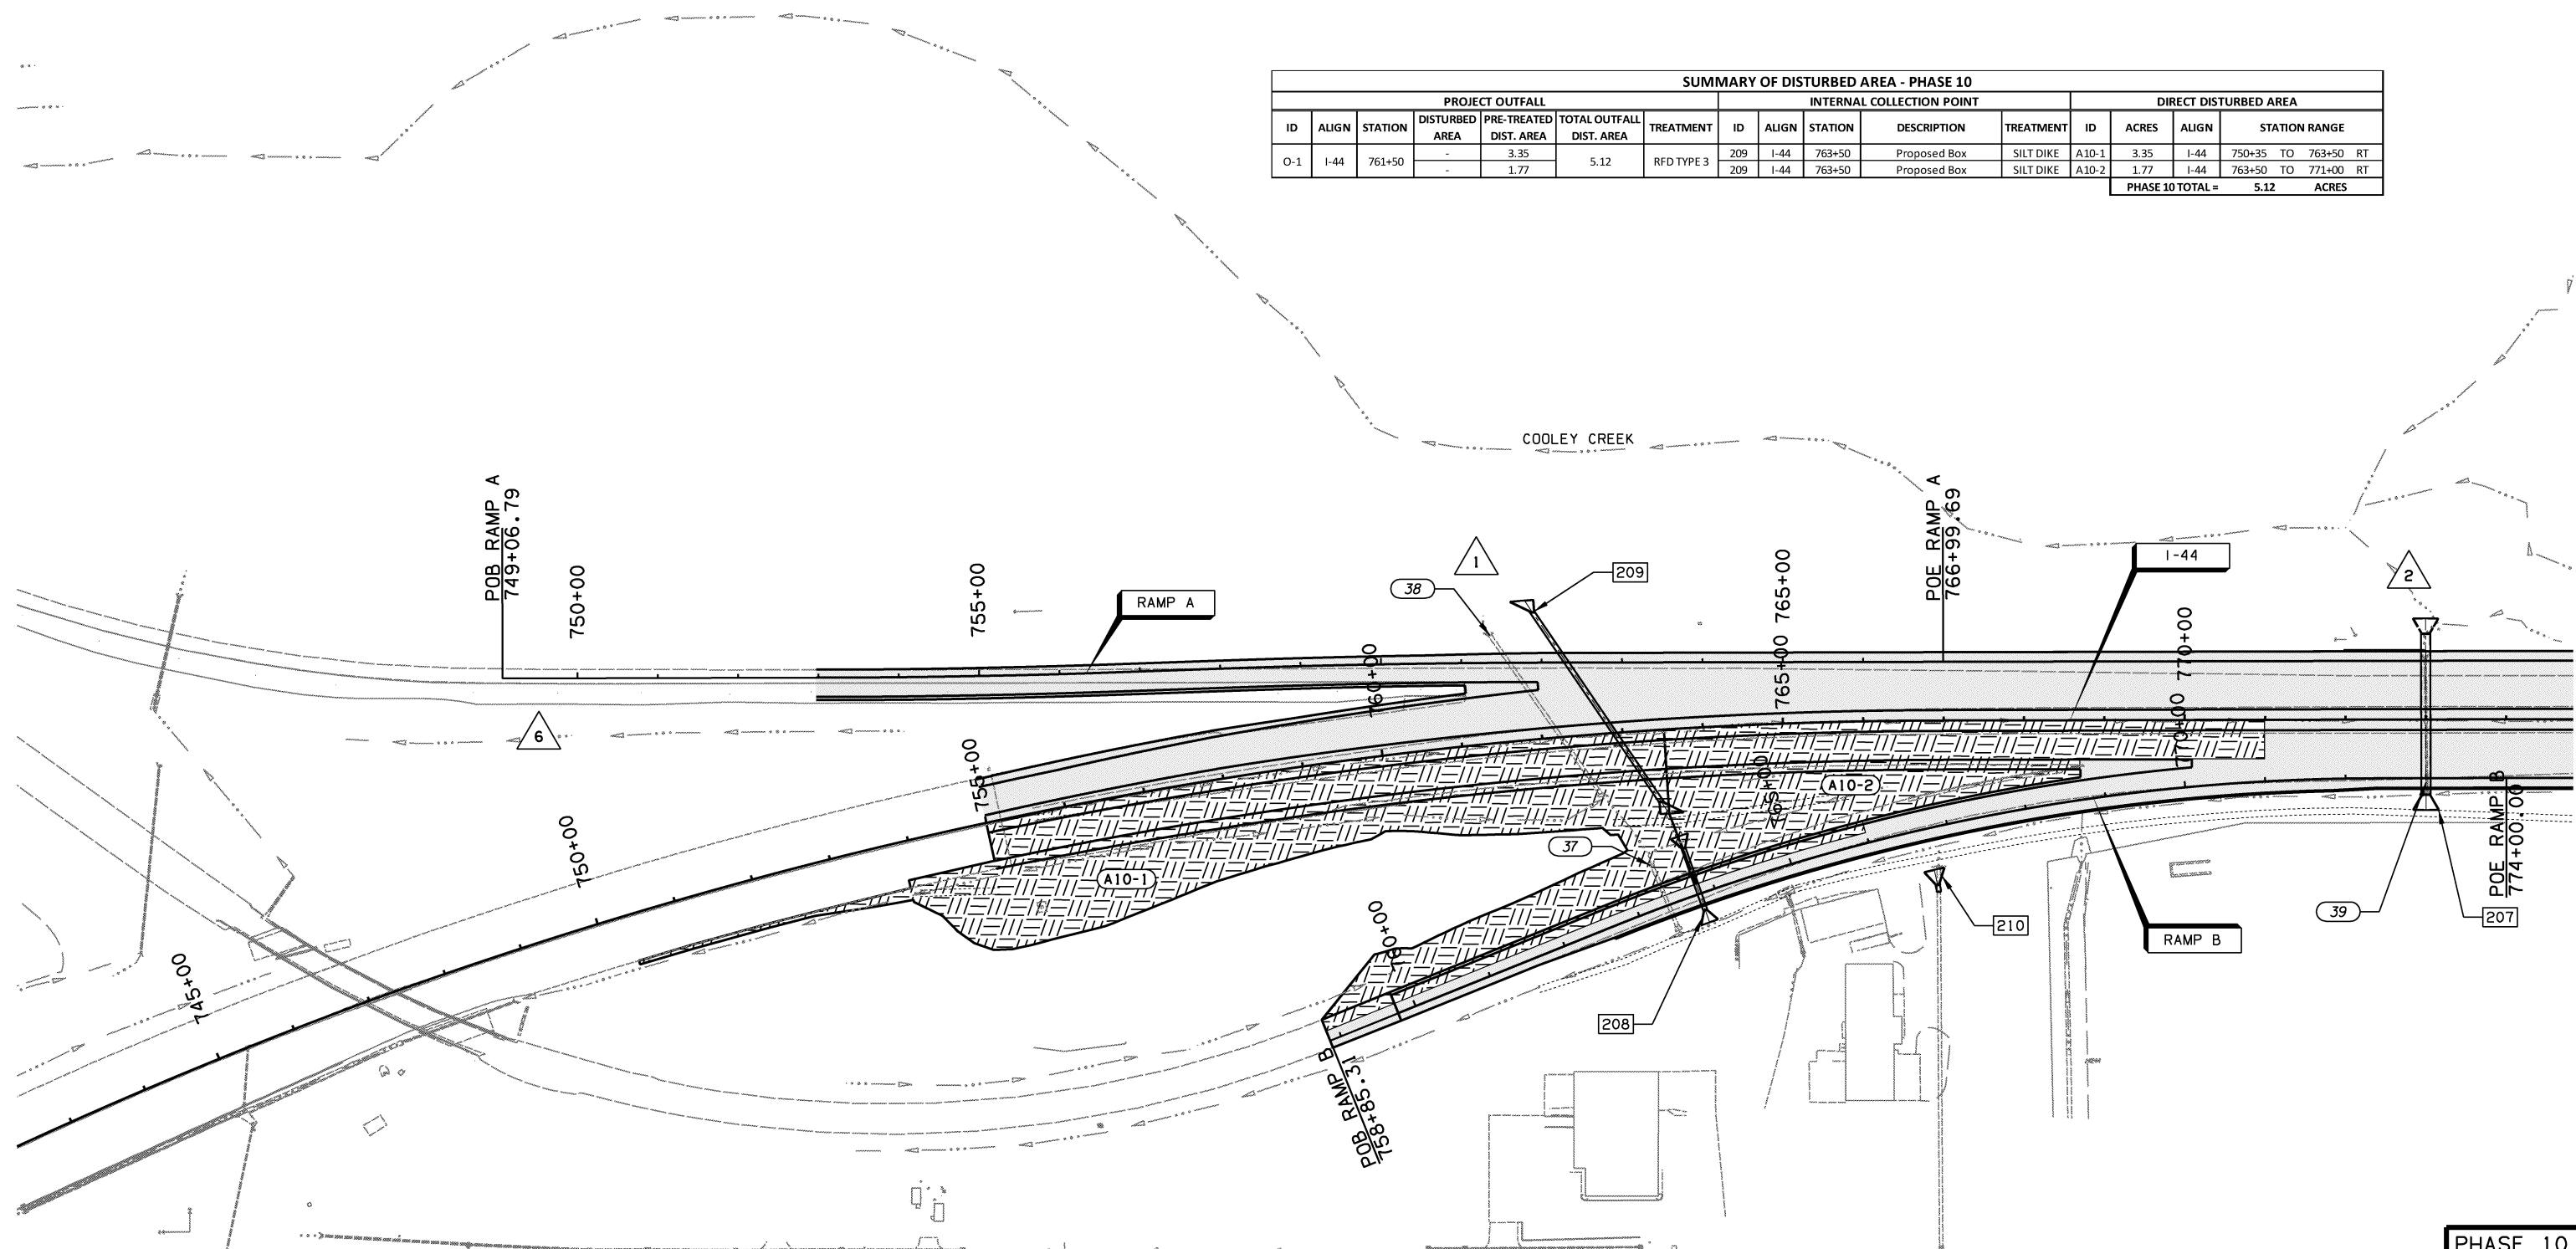 SUMMARY OF DISTURBED AREA - PHASE 10
PROJECT OUTFALL INTERNAL COLLECTION POINT DIRECT DISTURBED AREA
ID ALIGN STATION DISTURBED AREA PRE-TREATED DIST. AREA TOTAL OUTFALL DIST. AREA TREATMENT ID ALIGN STATION DESCRIPTION TREATMENT ID ACRES ALIGN STATION RANGE
O-1 I-44 761+50 - 3.35 5.12 RFD TYPE 3 209 I-44 763+50 Proposed Box SILT DIKE A10-1 3.35 I-44 750+35 TO 763+50 RT
- 1.77 209 I-44 763+50 Proposed Box SILT DIKE A10-2 1.77 I-44 763+50 TO 771+00 RT
PHASE 10 TOTAL = 5.12 ACRES
COOLEY CREEK
POB RAMP A
749+06.79
750+00
755+00
RAMP A
38
1
209
765+00
POE RAMP A
766+99.69
I-44
2
770+00
760+00
765+00
770+00
6
755+00
750+00
745+00
A10-1
A10-2
765+00
37
760+00
208
210
RAMP B
39
207
POE RAMP B
774+00.00
POB RAMP B
758+85.31
PHASE 10